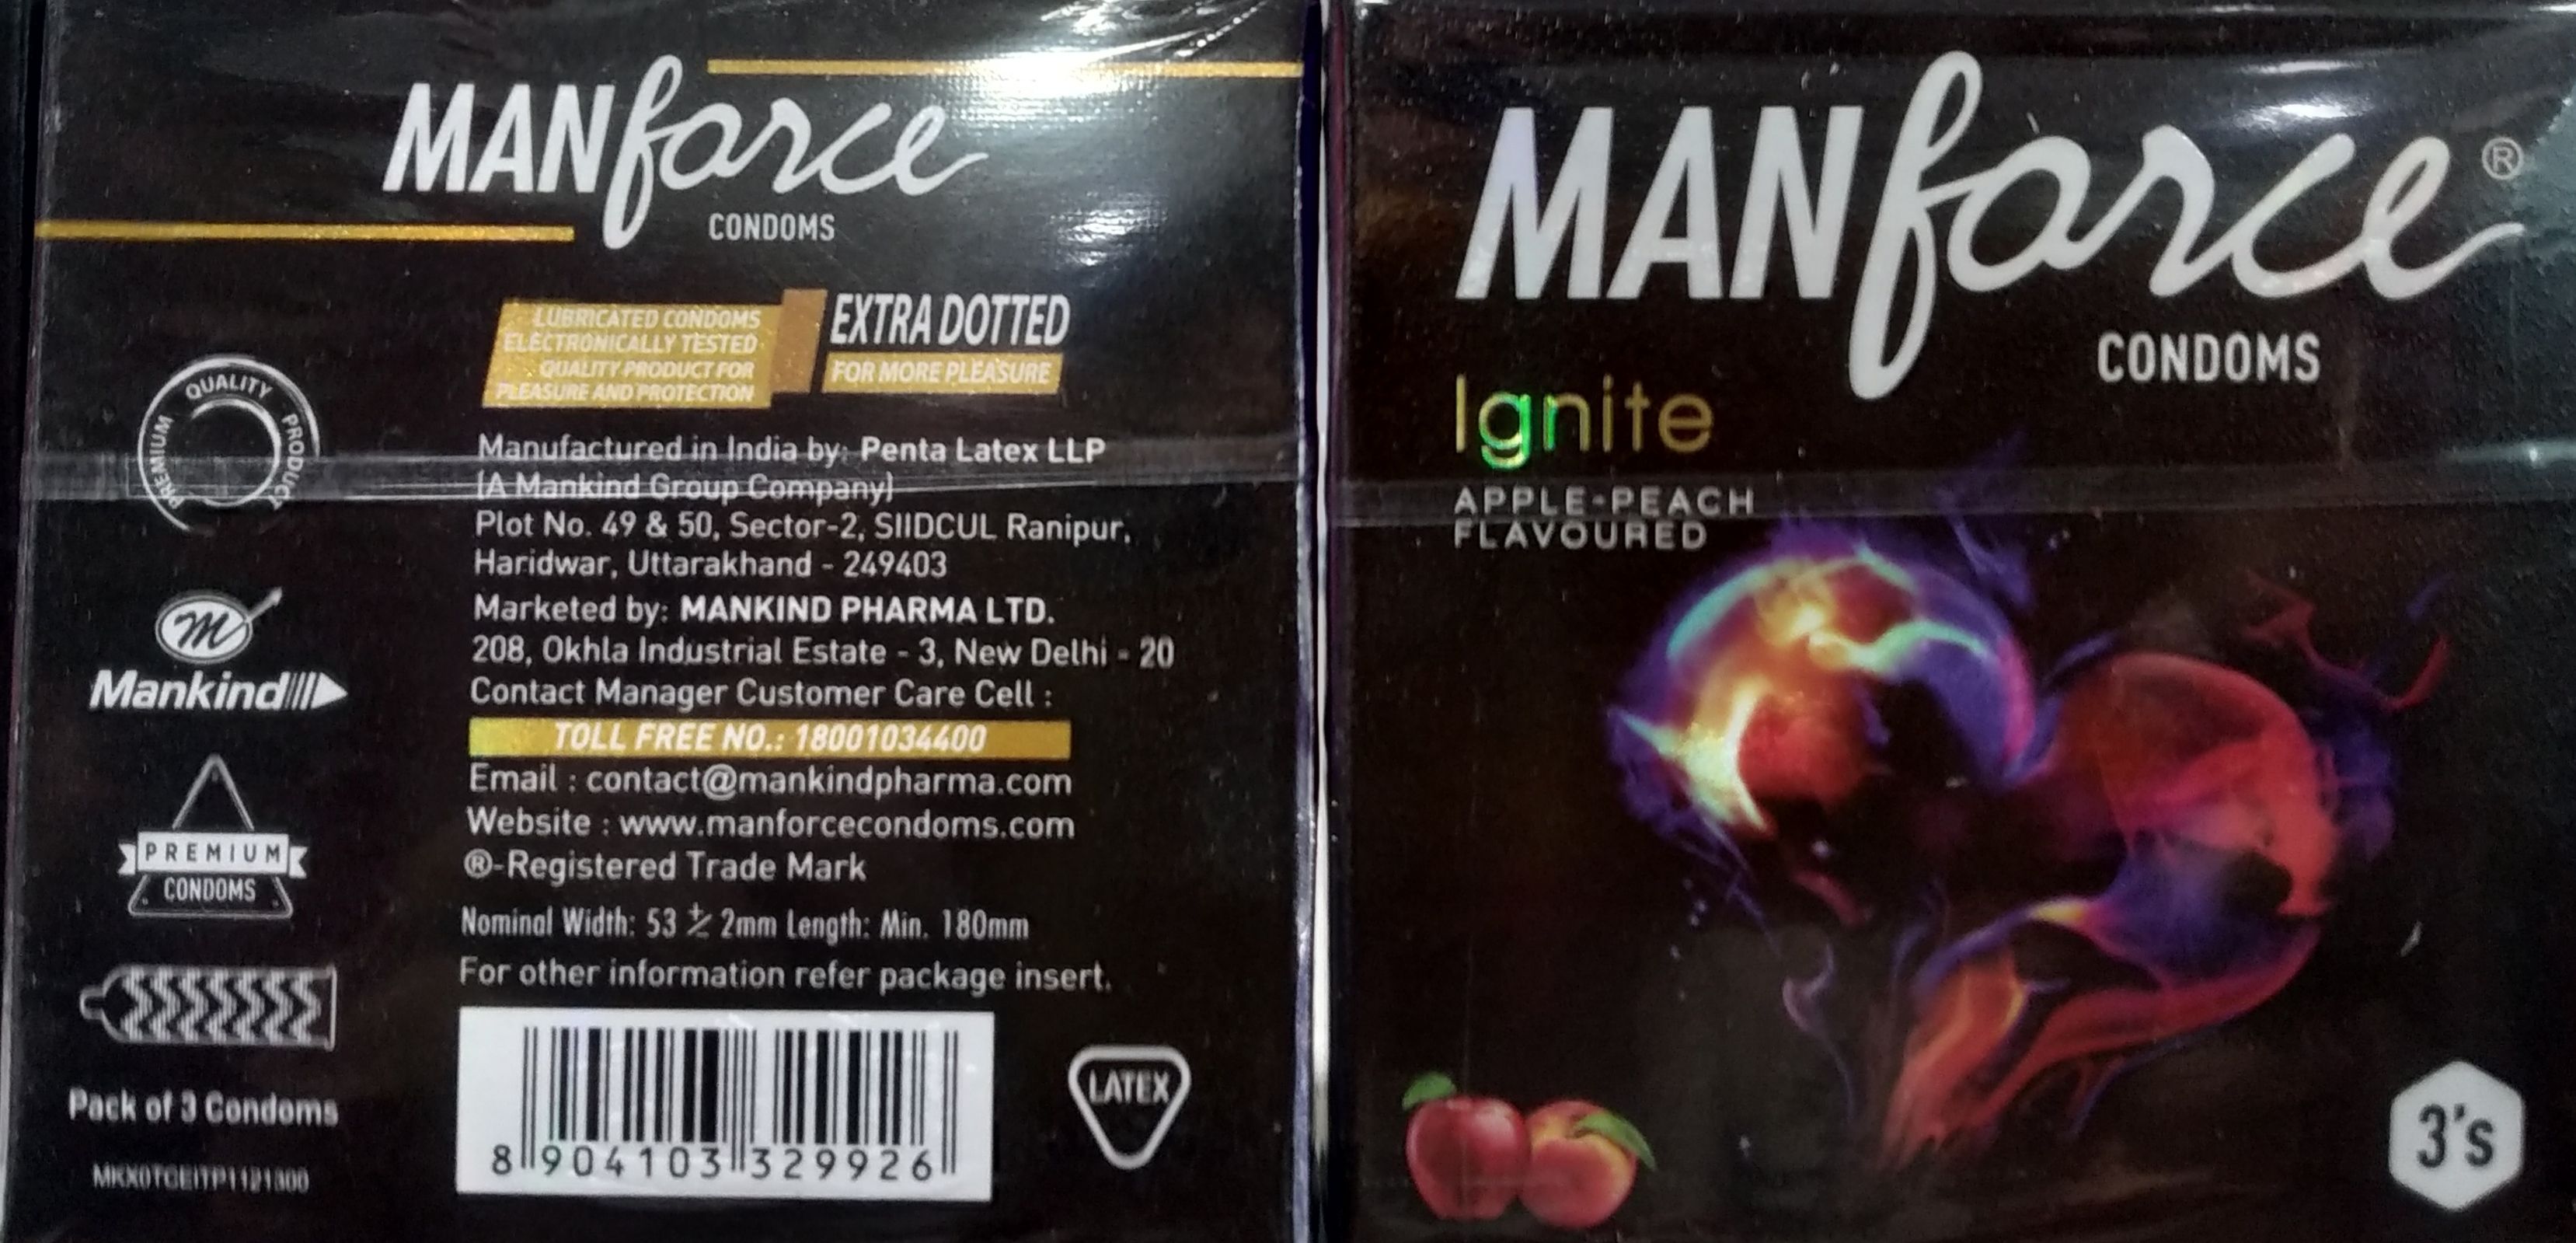 MANforce
CONDOMS
LUBRICATED CONDOMS
ELECTRONICALLY TESTED
QUALITY PRODUCT FOR
PLEASURE AND PROTECTION
EXTRA DOTTED
FOR MORE PLEASURE
PREMIUM QUALITY PRODUCT
Manufactured in India by: Penta Latex LLP
(A Mankind Group Company)
Plot No. 49 & 50, Sector-2, SIIDCUL Ranipur,
Haridwar, Uttarakhand - 249403
Marketed by: MANKIND PHARMA LTD.
208, Okhla Industrial Estate - 3, New Delhi - 20
Contact Manager Customer Care Cell :
TOLL FREE NO.: 18001034400
Email : contact@mankindpharma.com
Website : www.manforcecondoms.com
®-Registered Trade Mark
Nominal Width: 53 ± 2mm Length: Min. 180mm
For other information refer package insert.
m
Mankind
PREMIUM
CONDOMS
Pack of 3 Condoms
8 904103 329926
LATEX
MANforce®
CONDOMS
Ignite
APPLE-PEACH
FLAVOURED
3's